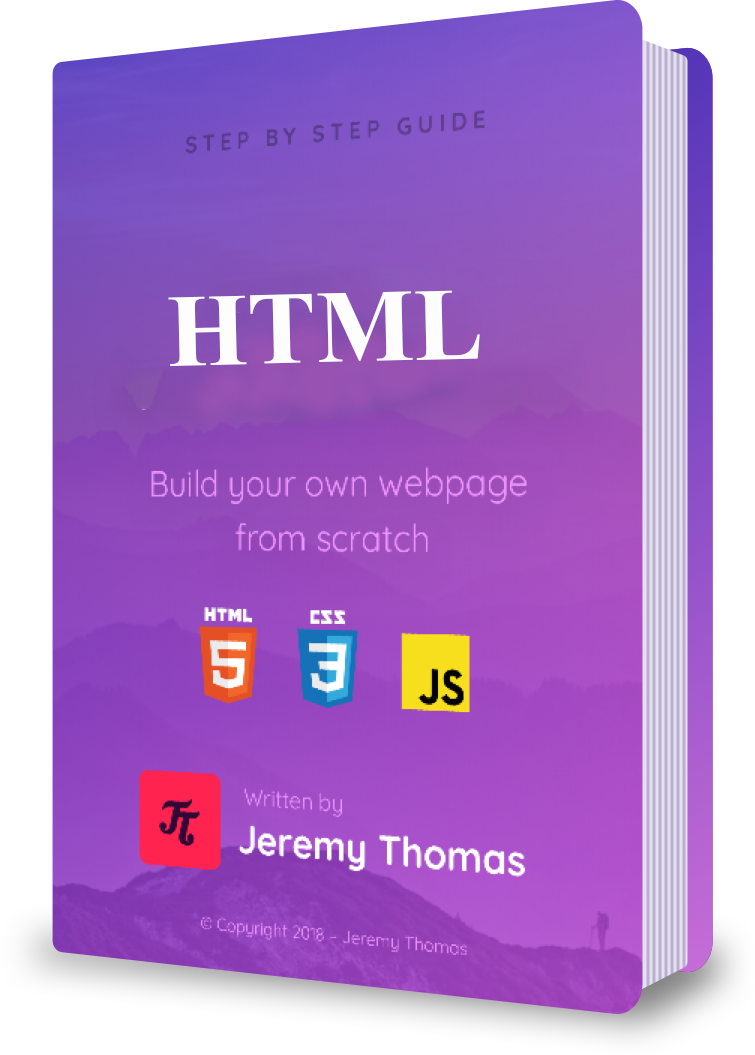 STEP BY STEP GUIDE
HTML
Build your own webpage
from scratch
HTML
5
CSS
3
JS
JT
Written by
Jeremy Thomas
© Copyright 2018 – Jeremy Thomas